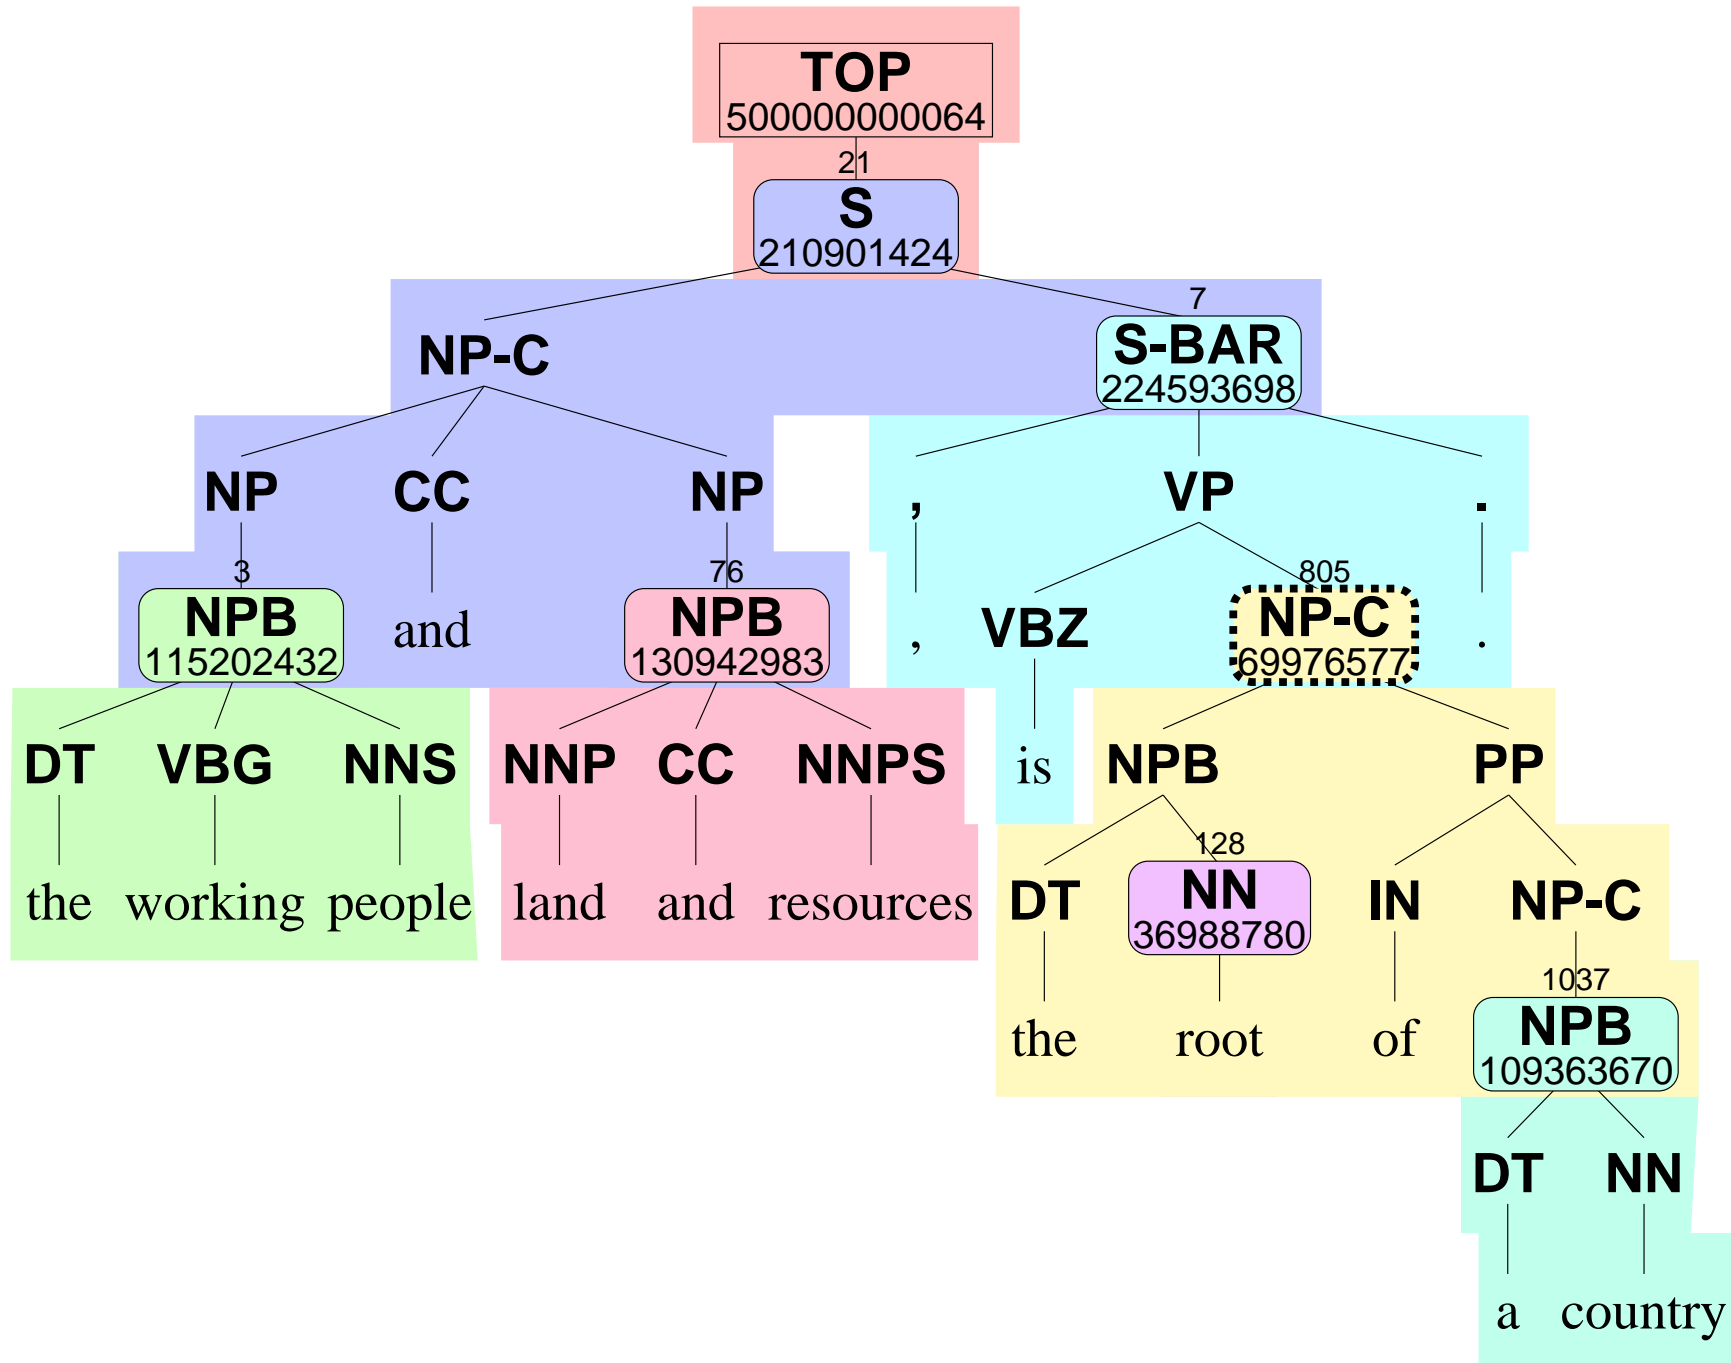 TOP
500000000064
21
S
210901424
7
NP-C S-BAR
224593698
NP CC NP , VP .
3 76 805
NPB and NPB , VBZ NP-C .
115202432 130942983 69976577
DT VBG NNS NNP CC NNPS is NPB PP
128
the working people land and resources DT NN IN NP-C
36988780
1037
the root of NPB
109363670
DT NN
a country